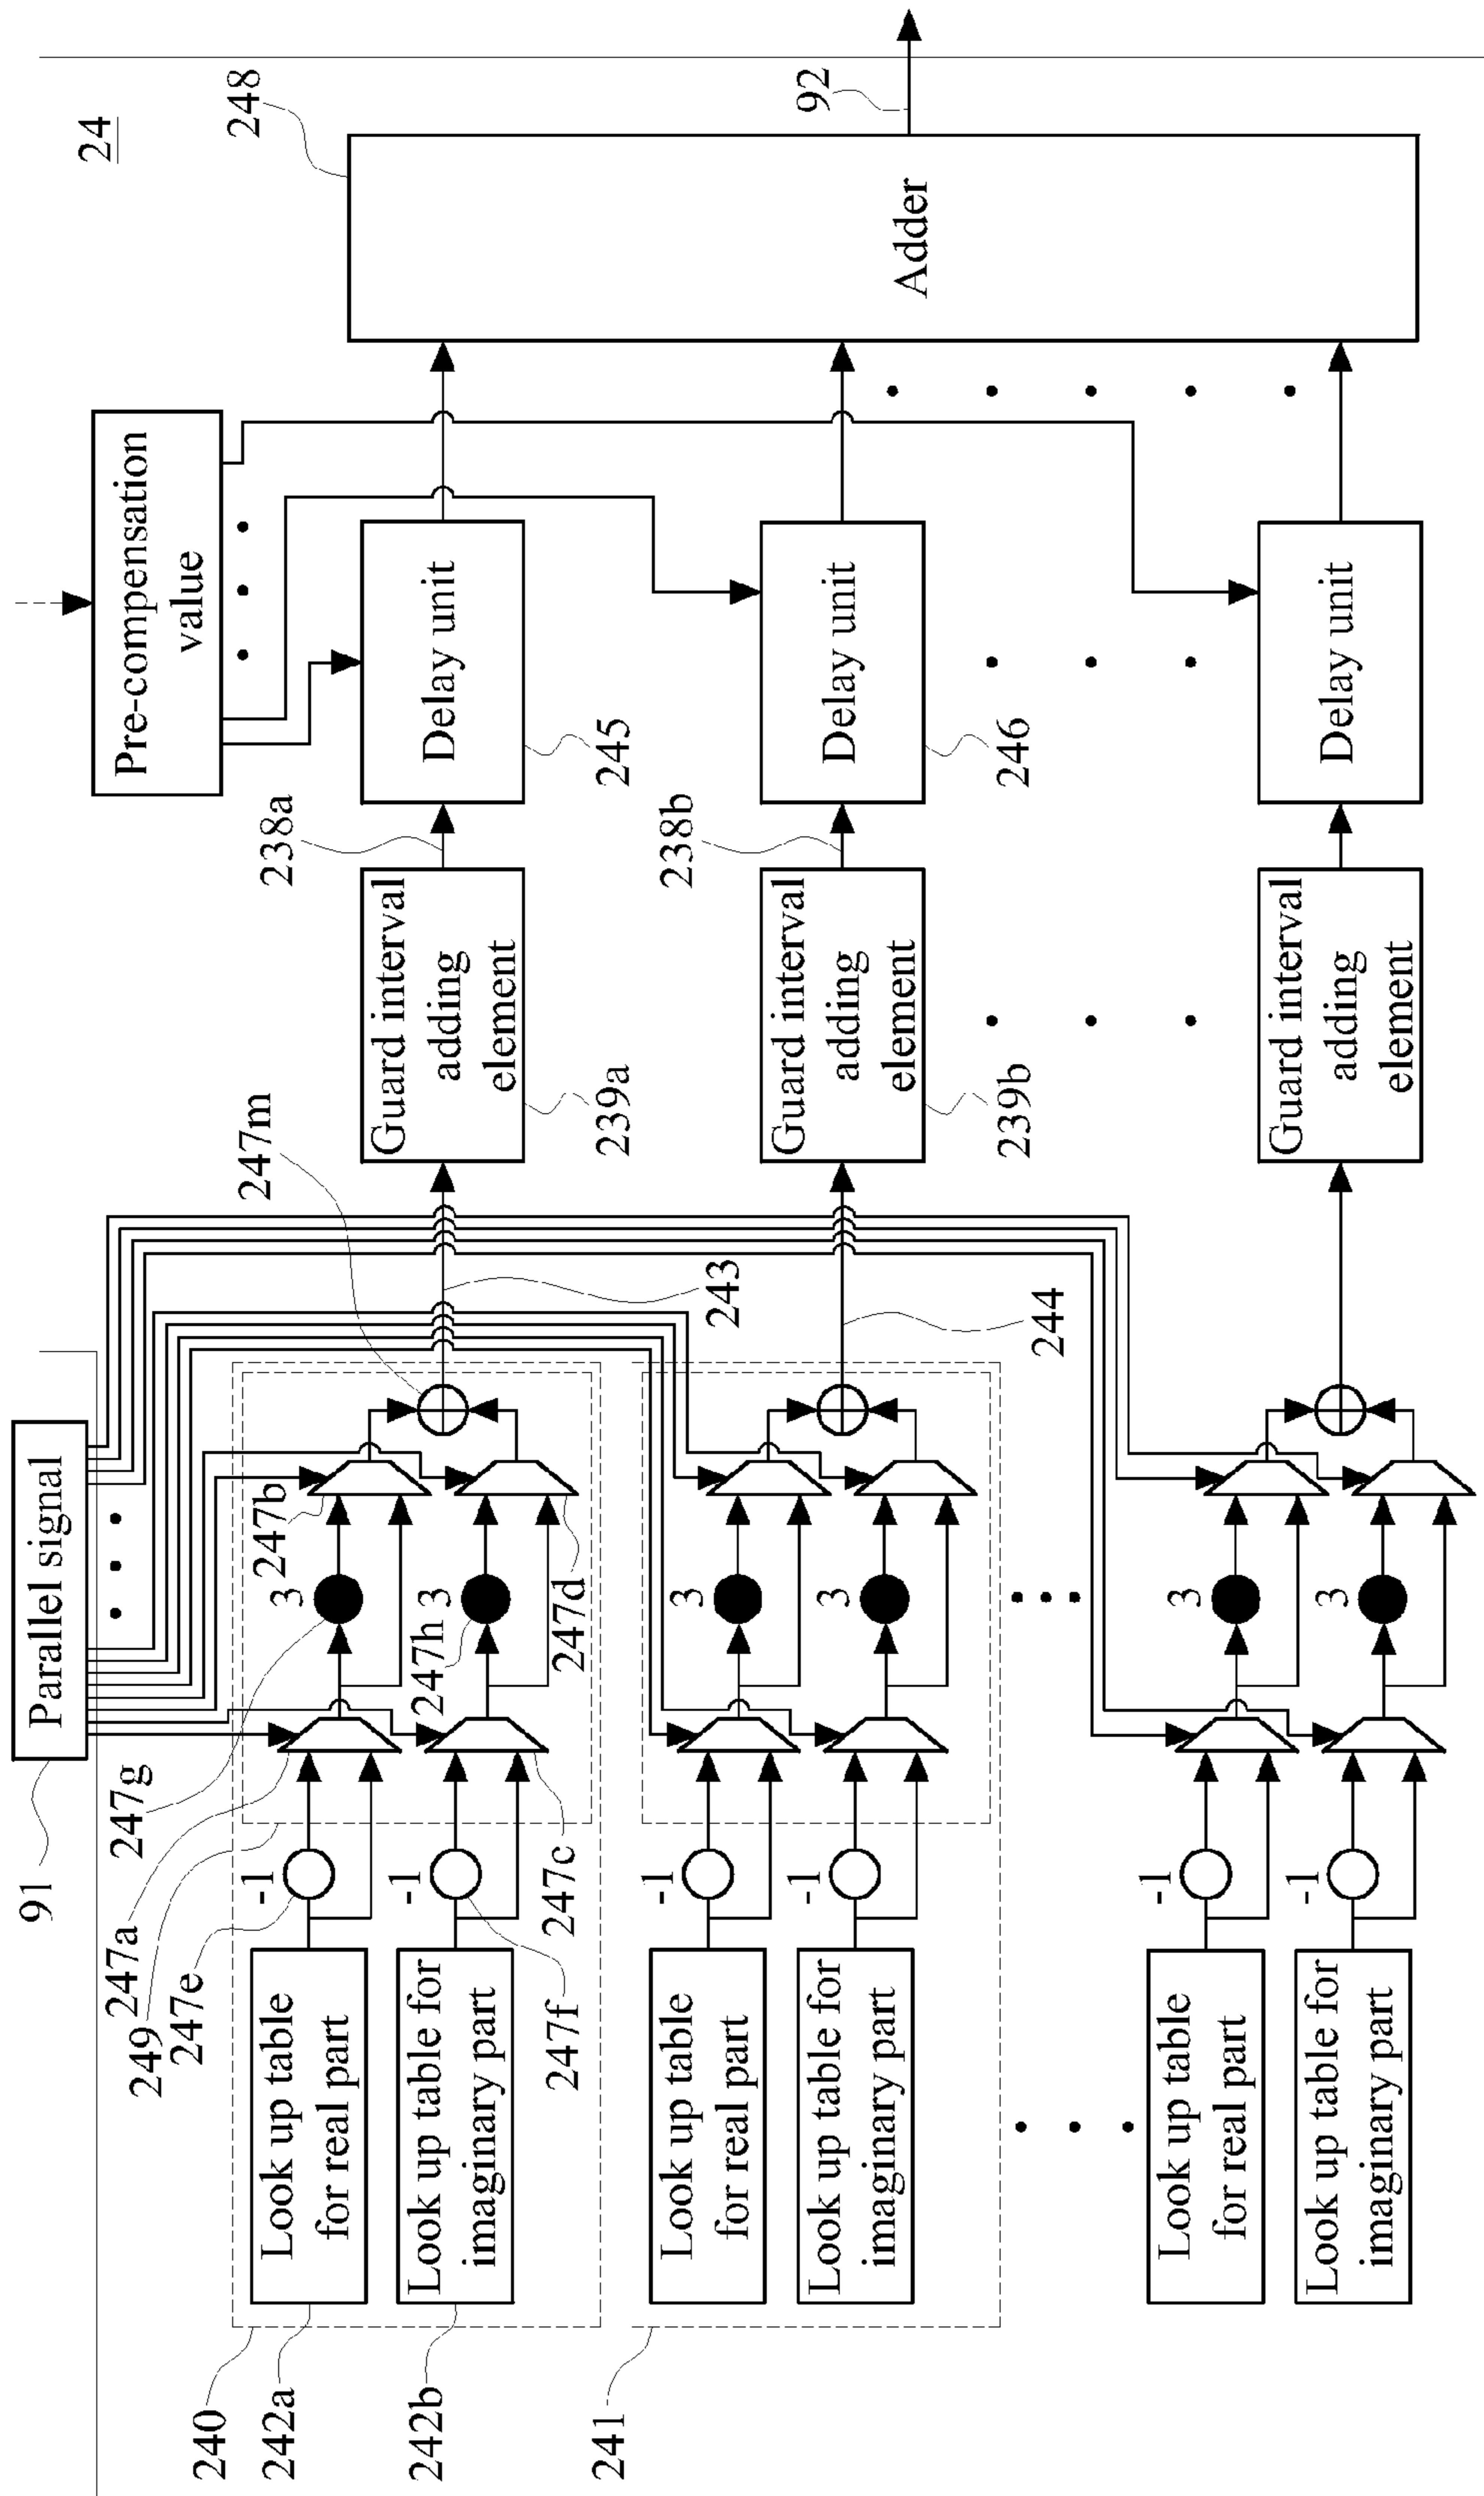 24
248
92
Adder
Pre-compensation
value
Delay unit
245
Delay unit
246
Delay unit
238a
238b
Guard interval
adding
element
239a
Guard interval
adding
element
239b
Guard interval
adding
element
247m
243
244
Parallel signal
91
247b
3
247h
3
247d
3
3
3
3
247g
247a
249
247e
-1
-1
247c
247f
-1
-1
-1
-1
Look up table
for real part
Look up table for
imaginary part
Look up table
for real part
Look up table for
imaginary part
Look up table
for real part
Look up table for
imaginary part
240
242a
242b
241